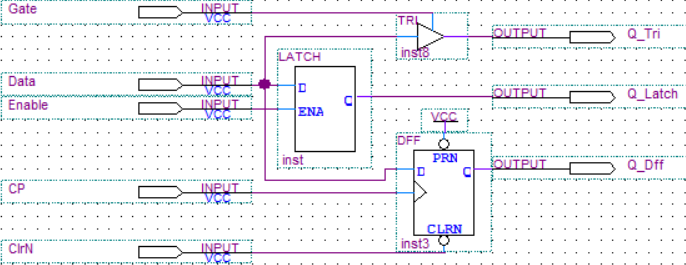 Gate INPUT VCC
TRI
inst8
OUTPUT Q_Tri
Data INPUT VCC
LATCH
D
Q
ENA
inst
Enable INPUT VCC
OUTPUT Q_Latch
VCC
DFF
PRN
D
Q
CLRN
inst3
OUTPUT Q_Dff
CP INPUT VCC
ClrN INPUT VCC